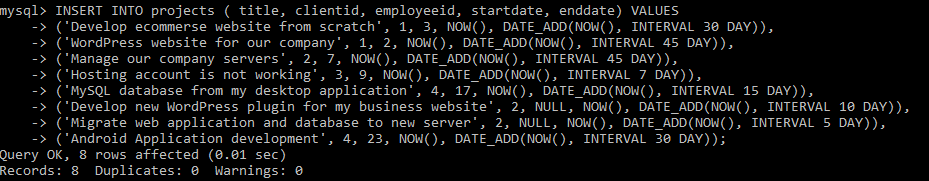 mysql> INSERT INTO projects ( title, clientid, employeeid, startdate, enddate) VALUES
    -> ('Develop ecommerse website from scratch', 1, 3, NOW(), DATE_ADD(NOW(), INTERVAL 30 DAY)),
    -> ('WordPress website for our company', 1, 2, NOW(), DATE_ADD(NOW(), INTERVAL 45 DAY)),
    -> ('Manage our company servers', 2, 7, NOW(), DATE_ADD(NOW(), INTERVAL 45 DAY)),
    -> ('Hosting account is not working', 3, 9, NOW(), DATE_ADD(NOW(), INTERVAL 7 DAY)),
    -> ('MySQL database from my desktop application', 4, 17, NOW(), DATE_ADD(NOW(), INTERVAL 15 DAY)),
    -> ('Develop new WordPress plugin for my business website', 2, NULL, NOW(), DATE_ADD(NOW(), INTERVAL 10 DAY)),
    -> ('Migrate web application and database to new server', 2, NULL, NOW(), DATE_ADD(NOW(), INTERVAL 5 DAY)),
    -> ('Android Application development', 4, 23, NOW(), DATE_ADD(NOW(), INTERVAL 30 DAY));
Query OK, 8 rows affected (0.01 sec)
Records: 8  Duplicates: 0  Warnings: 0